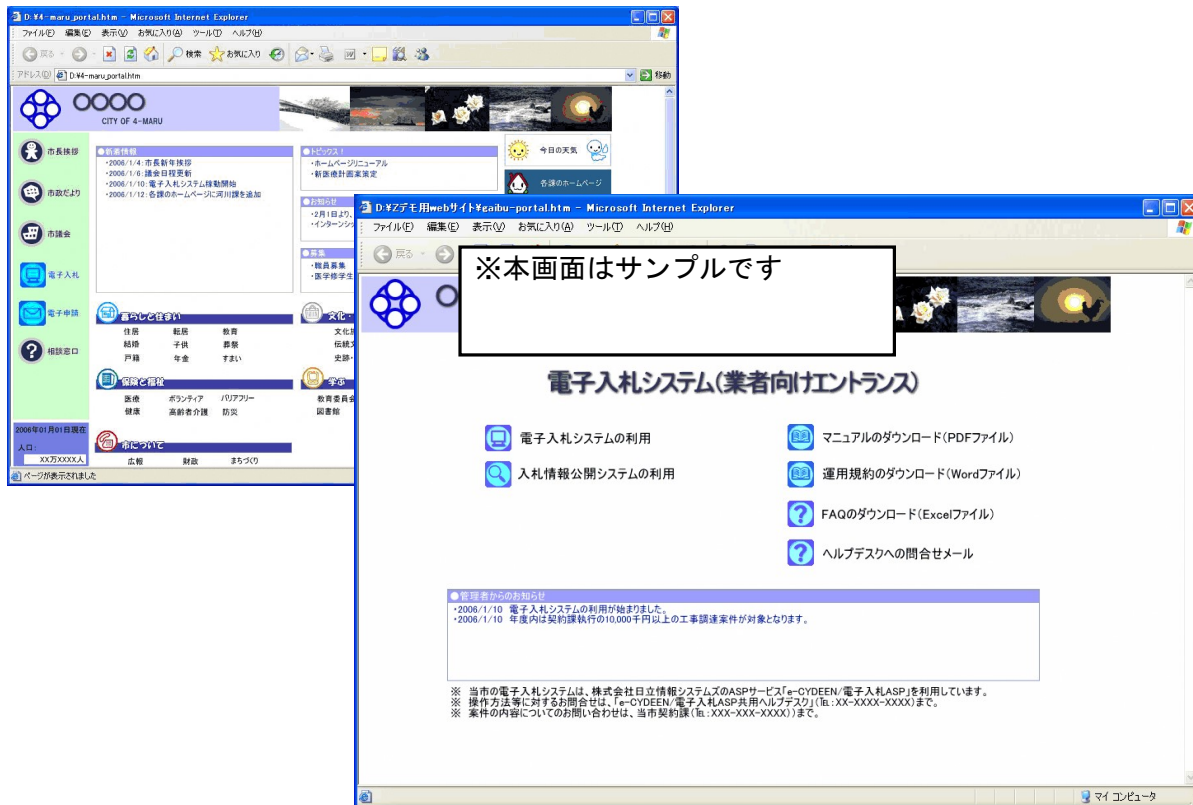 D:¥4-maru_portal.htm - Microsoft Internet Explorer
ファイル(F) 編集(E) 表示(V) お気に入り(A) ツール(T) ヘルプ(H)
戻る 検索 お気に入り
アドレス(D) D:¥4-maru_portal.htm 移動
○○○○
CITY OF 4-MARU
市長挨拶
市政だより
市議会
電子入札
電子申請
相談窓口
2006年01月01日現在
人口:
XX万XXXX人
●新着情報
・2006/1/4:市長新年挨拶
・2006/1/6:議会日程更新
・2006/1/10:電子入札システム稼動開始
・2006/1/12:各課のホームページに河川課を追加
●トピックス!
・ホームページリニューアル
・新医療計画案策定
●お知らせ
・2月1日より、
・インターンシ
●募集
・職員募集
・医学修学生
今日の天気
各課のホームページ
暮らしと住まい
住居 転居 教育
結婚 子供 葬祭
戸籍 年金 すまい
保険と福祉
医療 ボランティア バリアフリー
健康 高齢者介護 防災
市について
広報 財政 まちづくり
文化・
文化
伝統文
史跡・
学ぶ
教育委員会
図書館
ページが表示されました
D:¥Zデモ用webサイト¥gaibu-portal.htm - Microsoft Internet Explorer
ファイル(F) 編集(E) 表示(V) お気に入り(A) ツール(T) ヘルプ(H)
戻る
※本画面はサンプルです
電子入札システム(業者向けエントランス)
電子入札システムの利用
入札情報公開システムの利用
マニュアルのダウンロード(PDFファイル)
運用規約のダウンロード(Wordファイル)
FAQのダウンロード(Excelファイル)
ヘルプデスクへの問合せメール
●管理者からのお知らせ
・2006/1/10 電子入札システムの利用が始まりました。
・2006/1/10 年度内は契約課執行の10,000千円以上の工事調達案件が対象となります。
※ 当市の電子入札システムは、株式会社日立情報システムズのASPサービス「e-CYDEEN/電子入札ASP」を利用しています。
※ 操作方法等に対するお問合せは、「e-CYDEEN/電子入札ASP共用ヘルプデスク」(℡:XX-XXXX-XXXX)まで。
※ 案件の内容についてのお問い合わせは、当市契約課(℡:XXX-XXX-XXXX))まで。
マイ コンピュータ